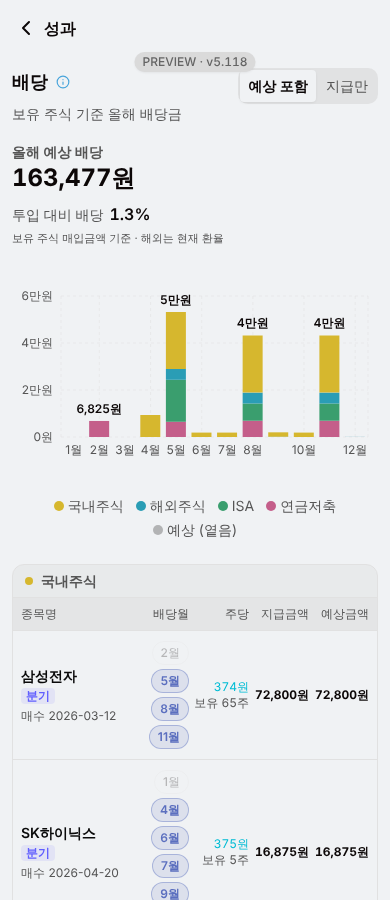 성과
PREVIEW · v5.118
배당
예상 포함 지급만
보유 주식 기준 올해 배당금
올해 예상 배당
163,477원
투입 대비 배당 1.3%
보유 주식 매입금액 기준 · 해외는 현재 환율
6만원
4만원
2만원
0원
6,825원
5만원
4만원
4만원
1월 2월 3월 4월 5월 6월 7월 8월 10월 12월
국내주식 해외주식 ISA 연금저축
예상 (옅음)
국내주식
종목명 배당월 주당 지급금액 예상금액
삼성전자
분기
매수 2026-03-12
2월
5월
8월
11월
374원
보유 65주
72,800원 72,800원
SK하이닉스
분기
매수 2026-04-20
1월
4월
6월
7월
9월
375원
보유 5주
16,875원 16,875원